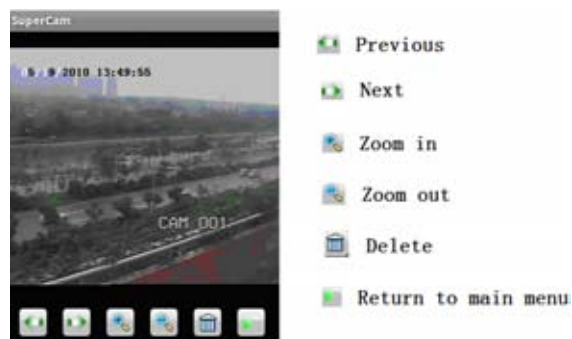 SuperCam
5/ 9/2010 13:49:55
CAM 001
Previous
Next
Zoom in
Zoom out
Delete
Return to main menu